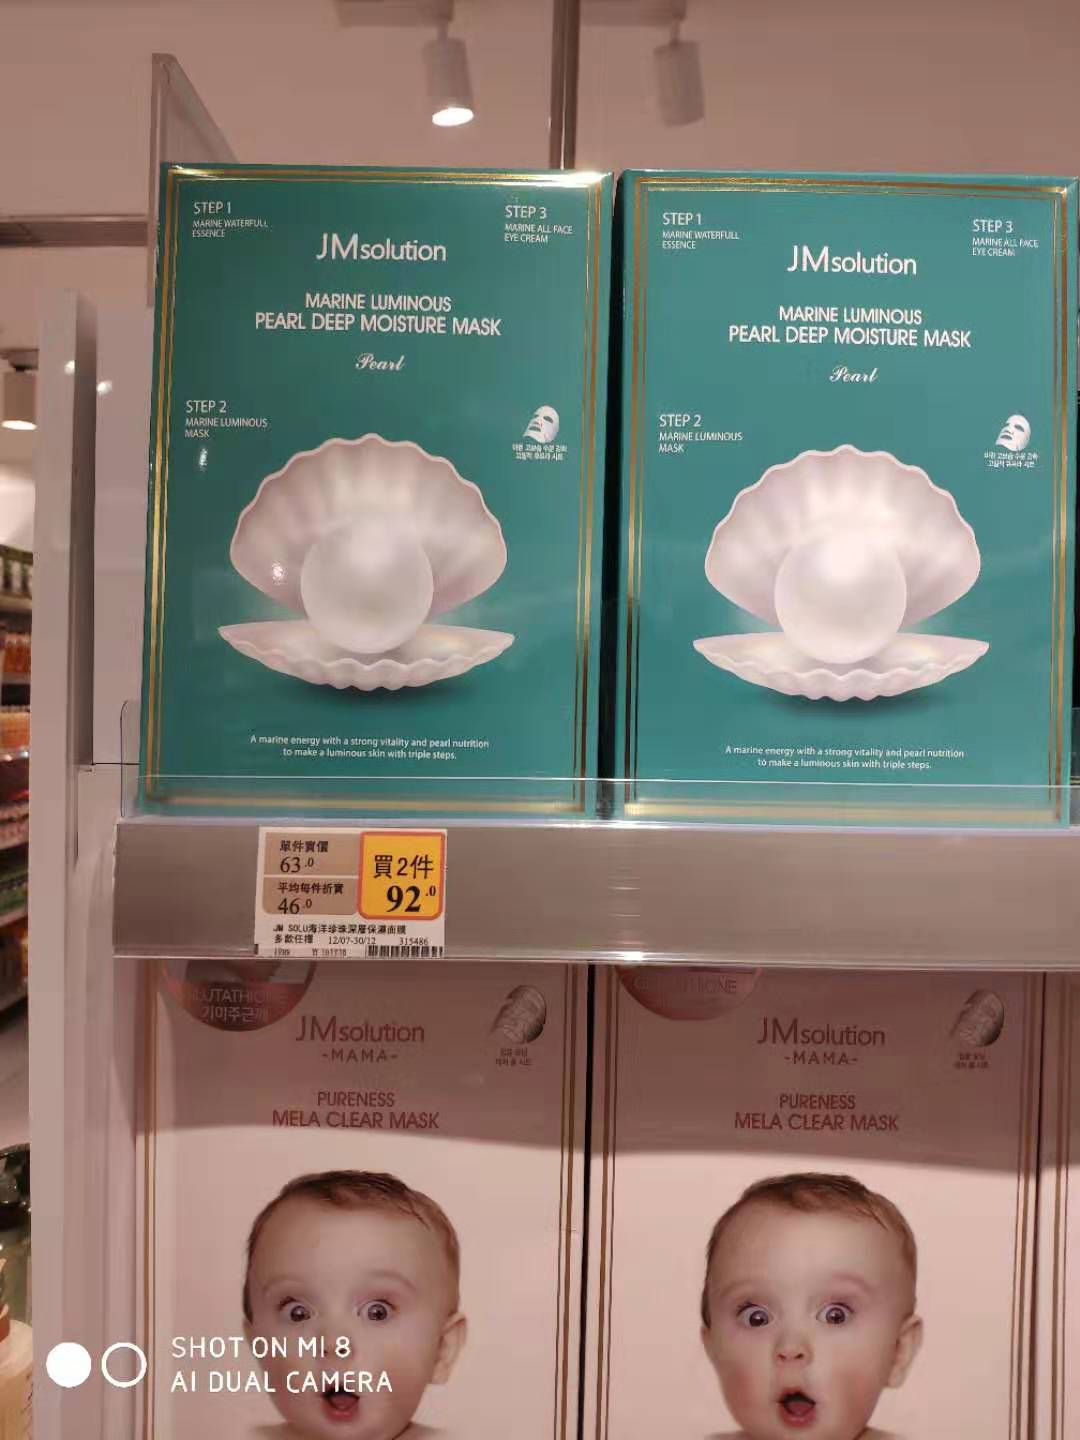 STEP 1
MARINE WATERFULL
ESSENCE
STEP 3
MARINE ALL FACE
EYE CREAM
JMsolution
MARINE LUMINOUS
PEARL DEEP MOISTURE MASK
Pearl
STEP 2
MARINE LUMINOUS
MASK
A marine energy with a strong vitality and pearl nutrition
to make a luminous skin with triple steps.
STEP 1
MARINE WATERFULL
ESSENCE
STEP 3
MARINE ALL FACE
EYE CREAM
JMsolution
MARINE LUMINOUS
PEARL DEEP MOISTURE MASK
Pearl
STEP 2
MARINE LUMINOUS
MASK
A marine energy with a strong vitality and pearl nutrition
to make a luminous skin with triple steps.
單件賣價
63.0
平均每件折實
46.0
買2件
92.0
JM SOLU海洋珍珠深層保濕面膜
多款任擇 12/07-30/12 315486
JMsolution
-MAMA-
PURENESS
MELA CLEAR MASK
JMsolution
-MAMA-
PURENESS
MELA CLEAR MASK
SHOT ON MI 8
AI DUAL CAMERA